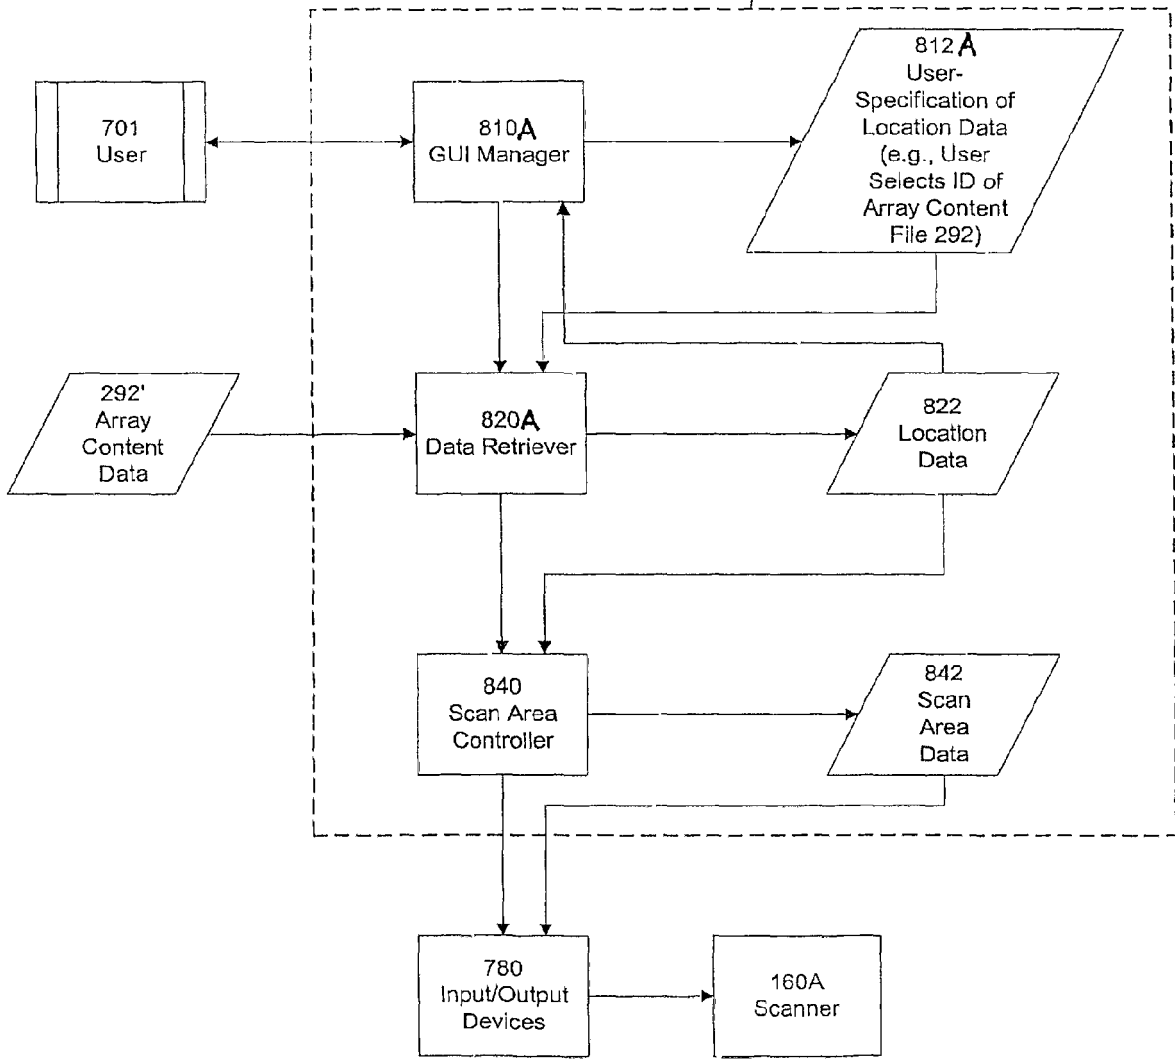 701
User
810A
GUI Manager
812A
User-
Specification of
Location Data
(e.g., User
Selects ID of
Array Content
File 292)
292'
Array
Content
Data
820A
Data Retriever
822
Location
Data
840
Scan Area
Controller
842
Scan
Area
Data
780
Input/Output
Devices
160A
Scanner